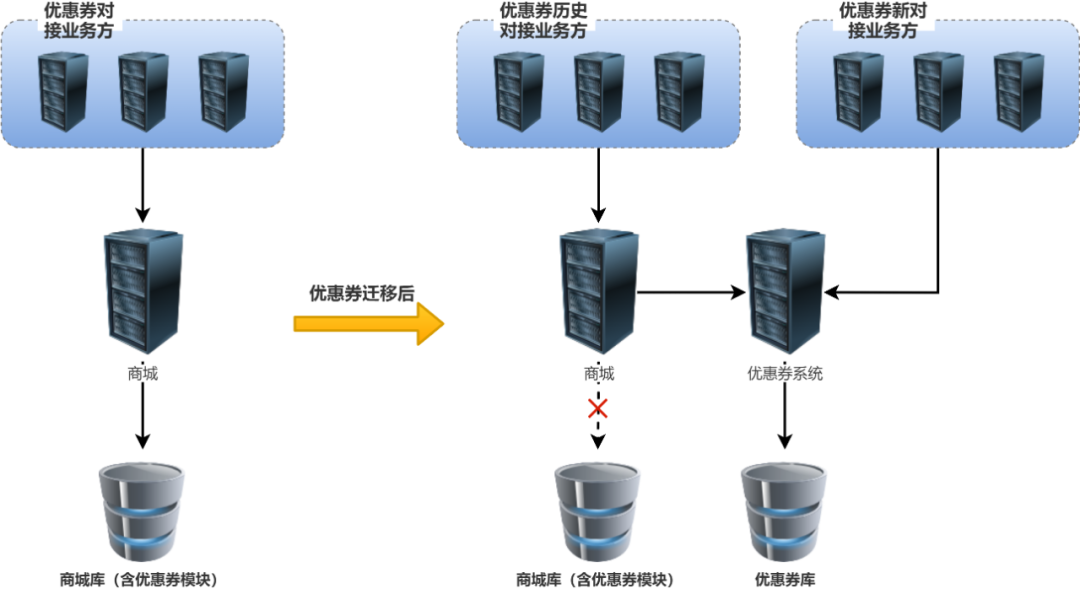 优惠券对
接业务方
优惠券历史
对接业务方
优惠券新对
接业务方
优惠券迁移后
商城
商城
优惠券系统
商城库（含优惠券模块）
商城库（含优惠券模块）
优惠券库